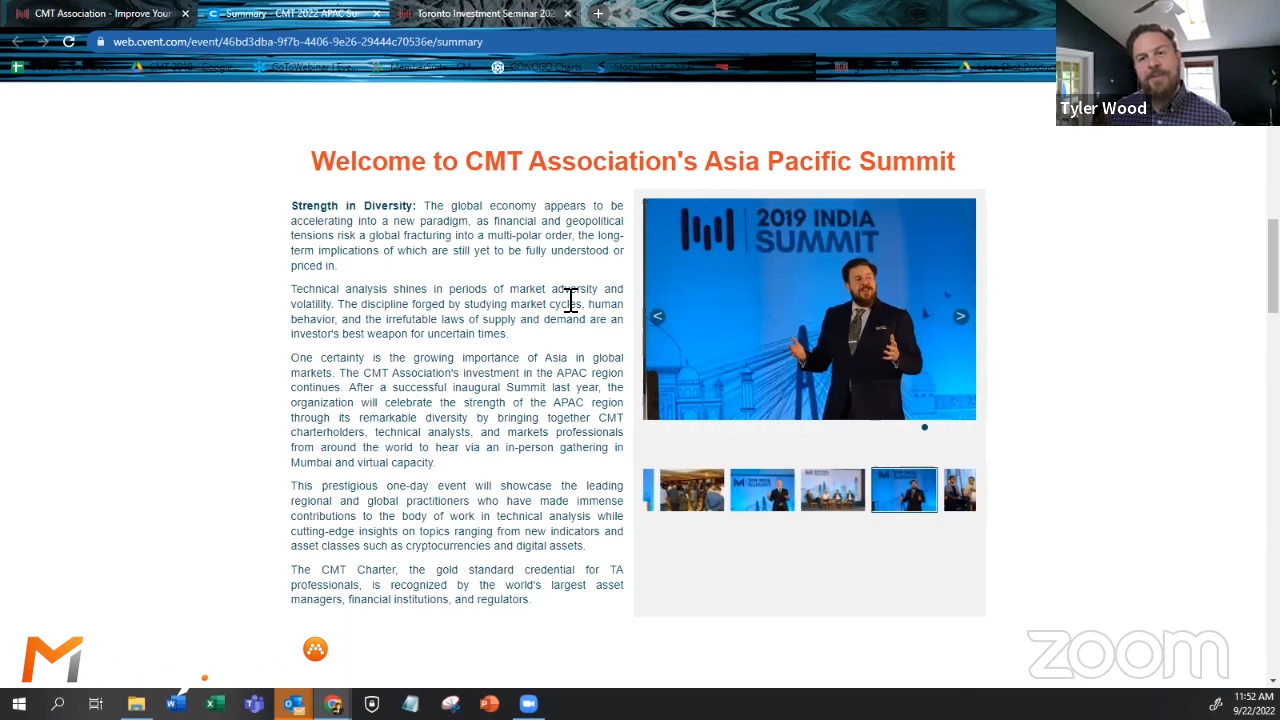 CMT Association - Improve Your
Summary - CMT 2022 APAC Sum
Toronto Investment Seminar 202
web.cvent.com/event/46bd3dba-9f7b-4406-9e26-29444c70536e/summary
CMT 2019 - Google
GoToWebinar | Live
GONOGO Charts
Tyler Wood
Welcome to CMT Association's Asia Pacific Summit
Strength in Diversity: The global economy appears to be
accelerating into a new paradigm, as financial and geopolitical
tensions risk a global fracturing into a multi-polar order, the long-
term implications of which are still yet to be fully understood or
priced in.
Technical analysis shines in periods of market adversity and
volatility. The discipline forged by studying market cycles, human
behavior, and the irrefutable laws of supply and demand are an
investor's best weapon for uncertain times.
One certainty is the growing importance of Asia in global
markets. The CMT Association's investment in the APAC region
continues. After a successful inaugural Summit last year, the
organization will celebrate the strength of the APAC region
through its remarkable diversity by bringing together CMT
charterholders, technical analysts, and markets professionals
from around the world to hear via an in-person gathering in
Mumbai and virtual capacity.
This prestigious one-day event will showcase the leading
regional and global practitioners who have made immense
contributions to the body of work in technical analysis while
cutting-edge insights on topics ranging from new indicators and
asset classes such as cryptocurrencies and digital assets.
The CMT Charter, the gold standard credential for TA
professionals, is recognized by the world's largest asset
managers, financial institutions, and regulators.
2019 INDIA
SUMMIT
zoom
11:52 AM
9/22/2022